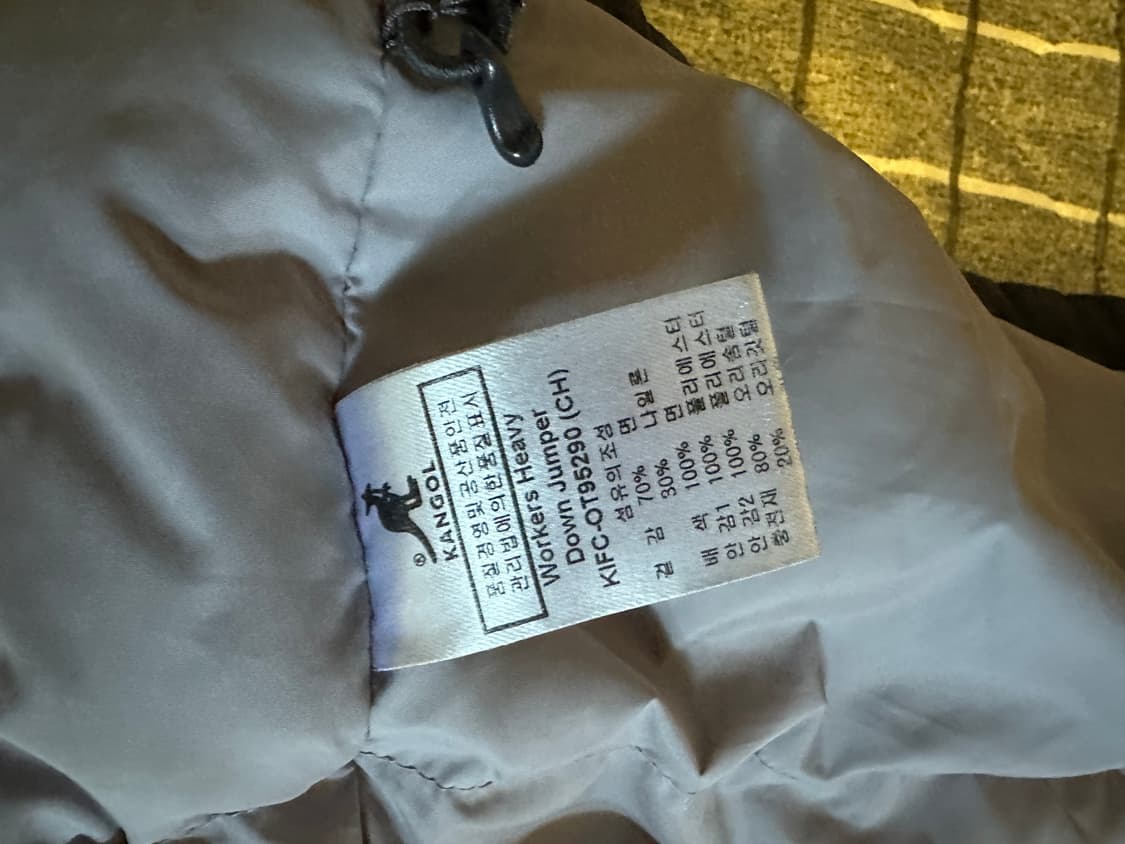 ®
KANGOL
품질경영및공산품안전
관리법에의한품질표시
Workers Heavy
Down Jumper
KIFC-OT95290 (CH)
섬유의조성
겉 감 70% 면
30% 나일론
배 색 100% 면
안 감1 100% 폴리에스터
안 감2 100% 폴리에스터
충전재 80% 오리솜털
20% 오리깃털